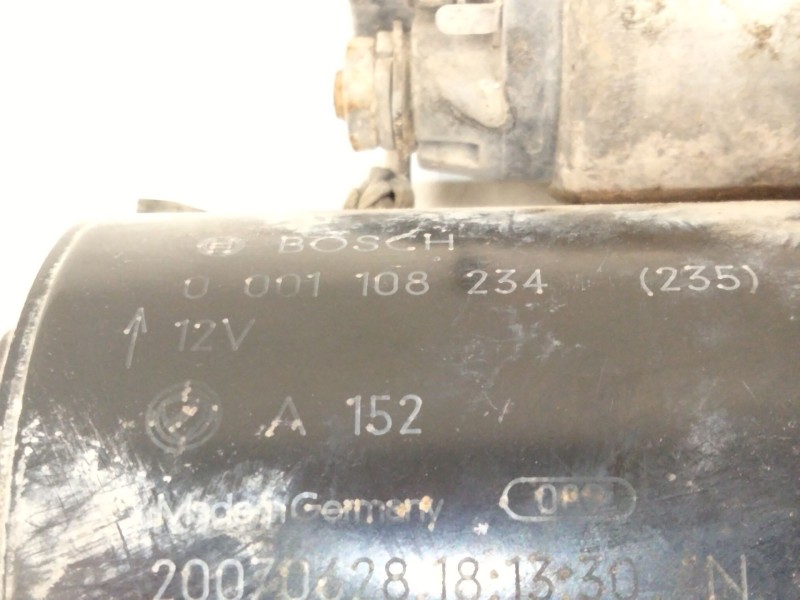 BOSCH
0 001 108 234 (235)
12V
A 152
Made in Germany
20070628 18:13:30 N